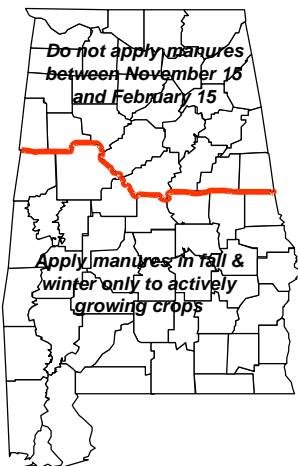 Do not apply manures
between November 15
and February 15
Apply manures in fall &
winter only to actively
growing crops